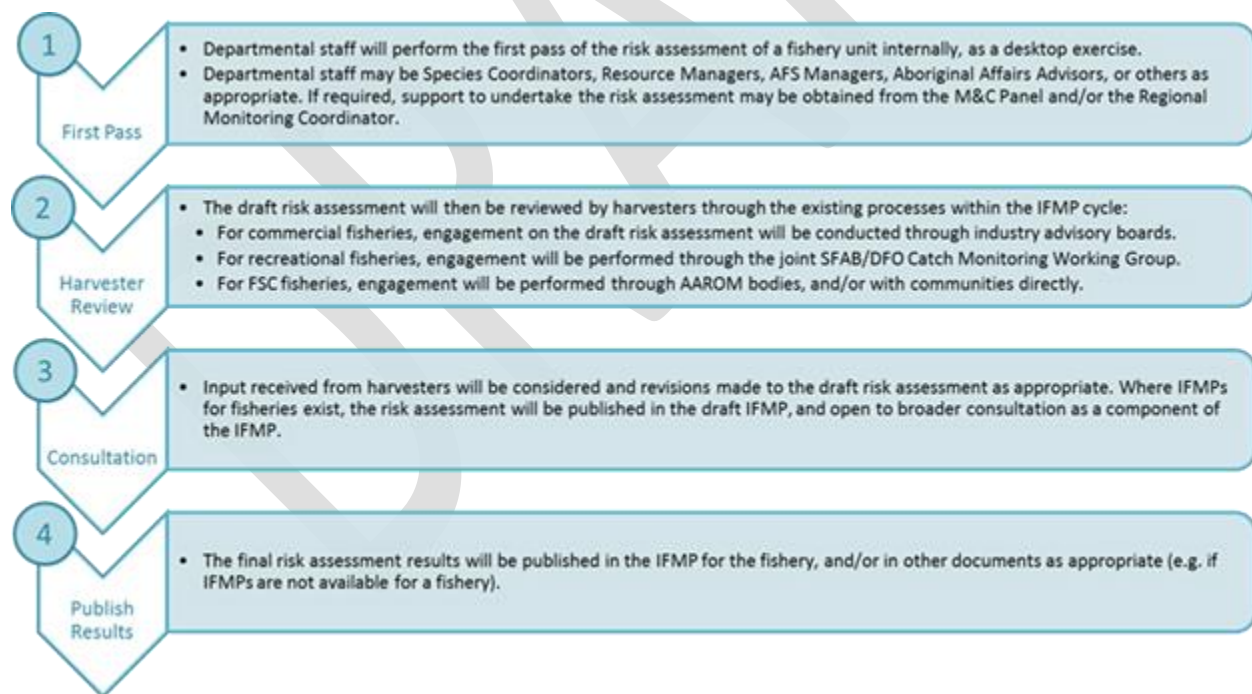 1
First Pass
• Departmental staff will perform the first pass of the risk assessment of a fishery unit internally, as a desktop exercise.
• Departmental staff may be Species Coordinators, Resource Managers, AFS Managers, Aboriginal Affairs Advisors, or others as
appropriate. If required, support to undertake the risk assessment may be obtained from the M&C Panel and/or the Regional
Monitoring Coordinator.
2
Harvester
Review
• The draft risk assessment will then be reviewed by harvesters through the existing processes within the IFMP cycle:
• For commercial fisheries, engagement on the draft risk assessment will be conducted through industry advisory boards.
• For recreational fisheries, engagement will be performed through the joint SFAB/DFO Catch Monitoring Working Group.
• For FSC fisheries, engagement will be performed through AAROM bodies, and/or with communities directly.
3
Consultation
• Input received from harvesters will be considered and revisions made to the draft risk assessment as appropriate. Where IFMPs
for fisheries exist, the risk assessment will be published in the draft IFMP, and open to broader consultation as a component of
the IFMP.
4
Publish
Results
• The final risk assessment results will be published in the IFMP for the fishery, and/or in other documents as appropriate (e.g. if
IFMPs are not available for a fishery).